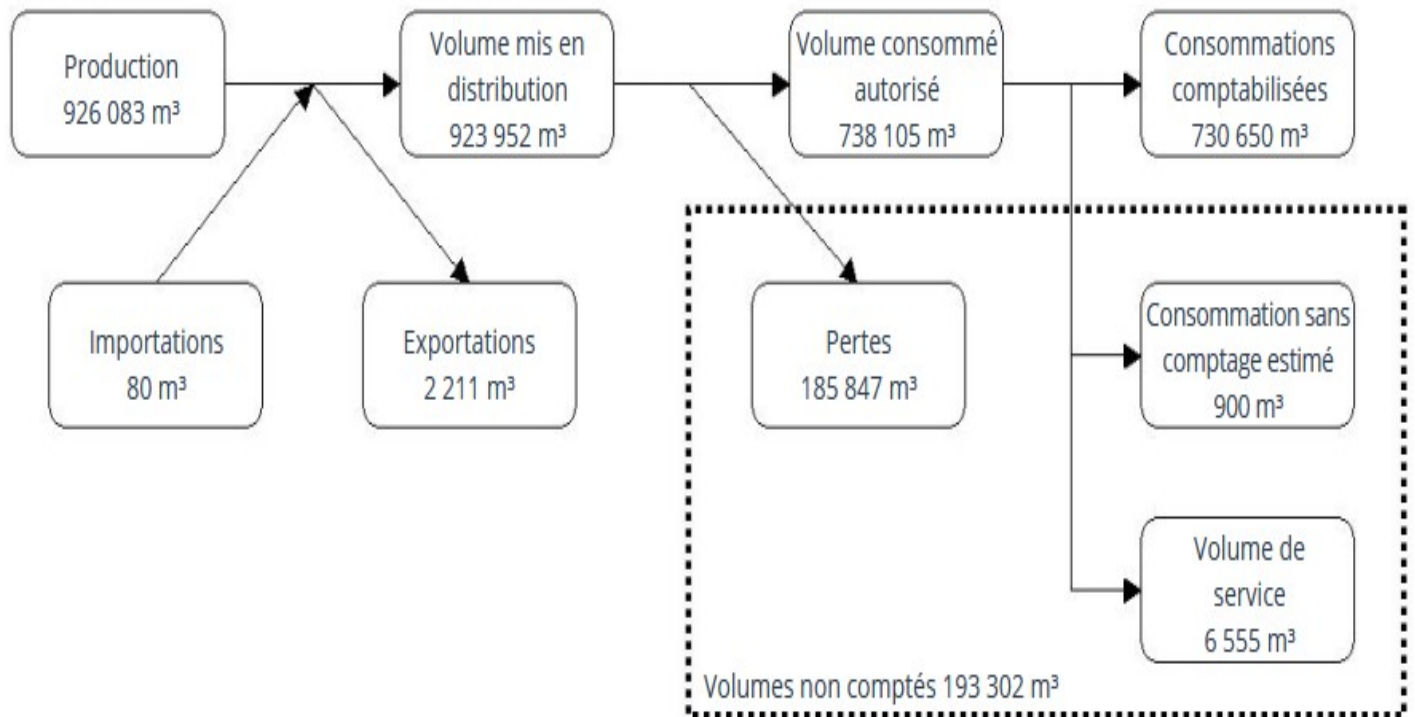 Production
926 083 m³
Volume mis en
distribution
923 952 m³
Volume consommé
autorisé
738 105 m³
Consommations
comptabilisées
730 650 m³
Importations
80 m³
Exportations
2 211 m³
Pertes
185 847 m³
Consommation sans
comptage estimé
900 m³
Volume de
service
6 555 m³
Volumes non comptés 193 302 m³